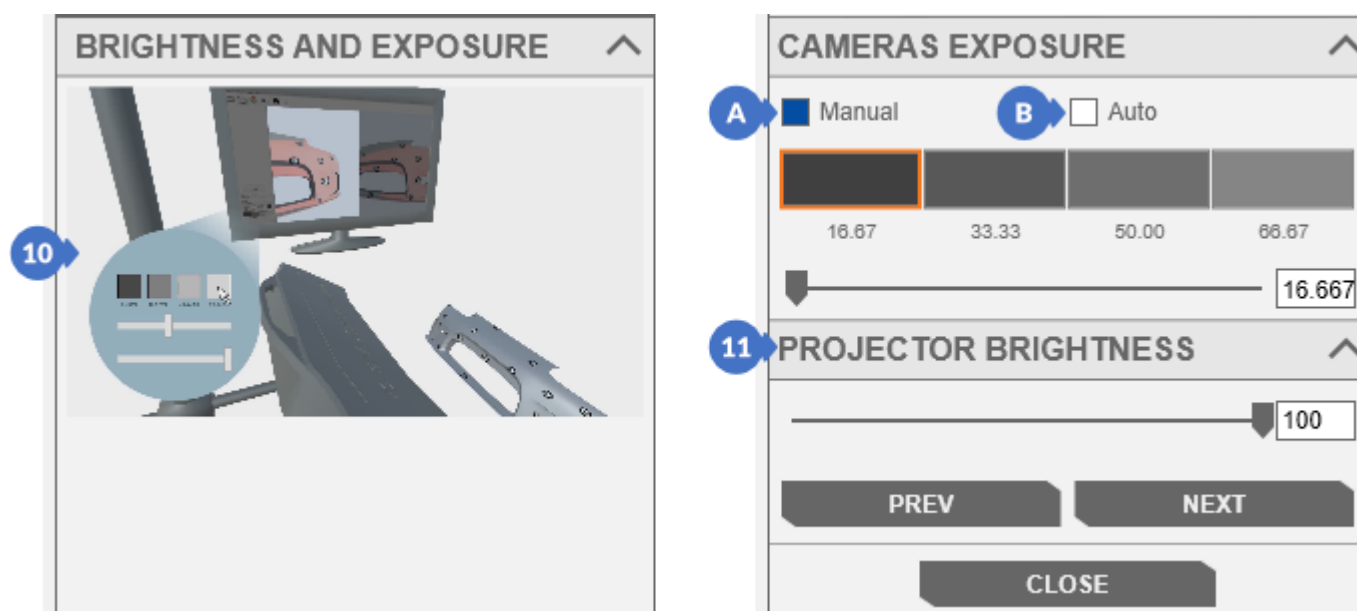 BRIGHTNESS AND EXPOSURE
10
CAMERAS EXPOSURE
A Manual B Auto
16.67 33.33 50.00 66.67
16.667
11 PROJECTOR BRIGHTNESS
100
PREV NEXT
CLOSE